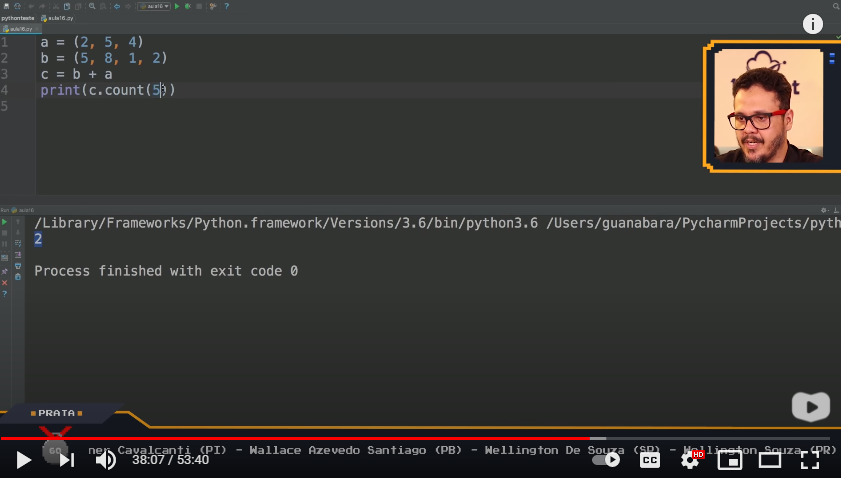 aula16
pythonteste aula16.py
aula16.py
1 a = (2, 5, 4)
2 b = (5, 8, 1, 2)
3 c = b + a
4 print(c.count(5))
5
Run aula16
/Library/Frameworks/Python.framework/Versions/3.6/bin/python3.6 /Users/guanabara/PycharmProjects/pyth
2
Process finished with exit code 0
PRATA
ner Cavalcanti (PI) - Wallace Azevedo Santiago (PB) - Wellington De Souza (SP) - Wellington Souza (PR)
38:07 / 53:40
CC
HD